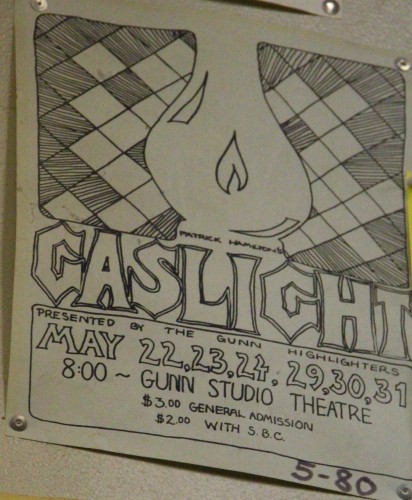 PATRICK HAMILTON'S
GASLIGHT
PRESENTED BY THE GUNN HIGHLIGHTERS
MAY 22,23,24, 29,30,31
8:00 ~ GUNN STUDIO THEATRE
$3.00 GENERAL ADMISSION
$2.00 WITH S.B.C.
5-80